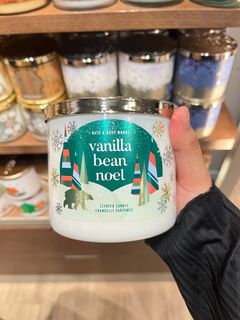 BATH & BODY WORKS
vanilla
bean
noel
SCENTED CANDLE
CHANDELLE PARFUMÉE